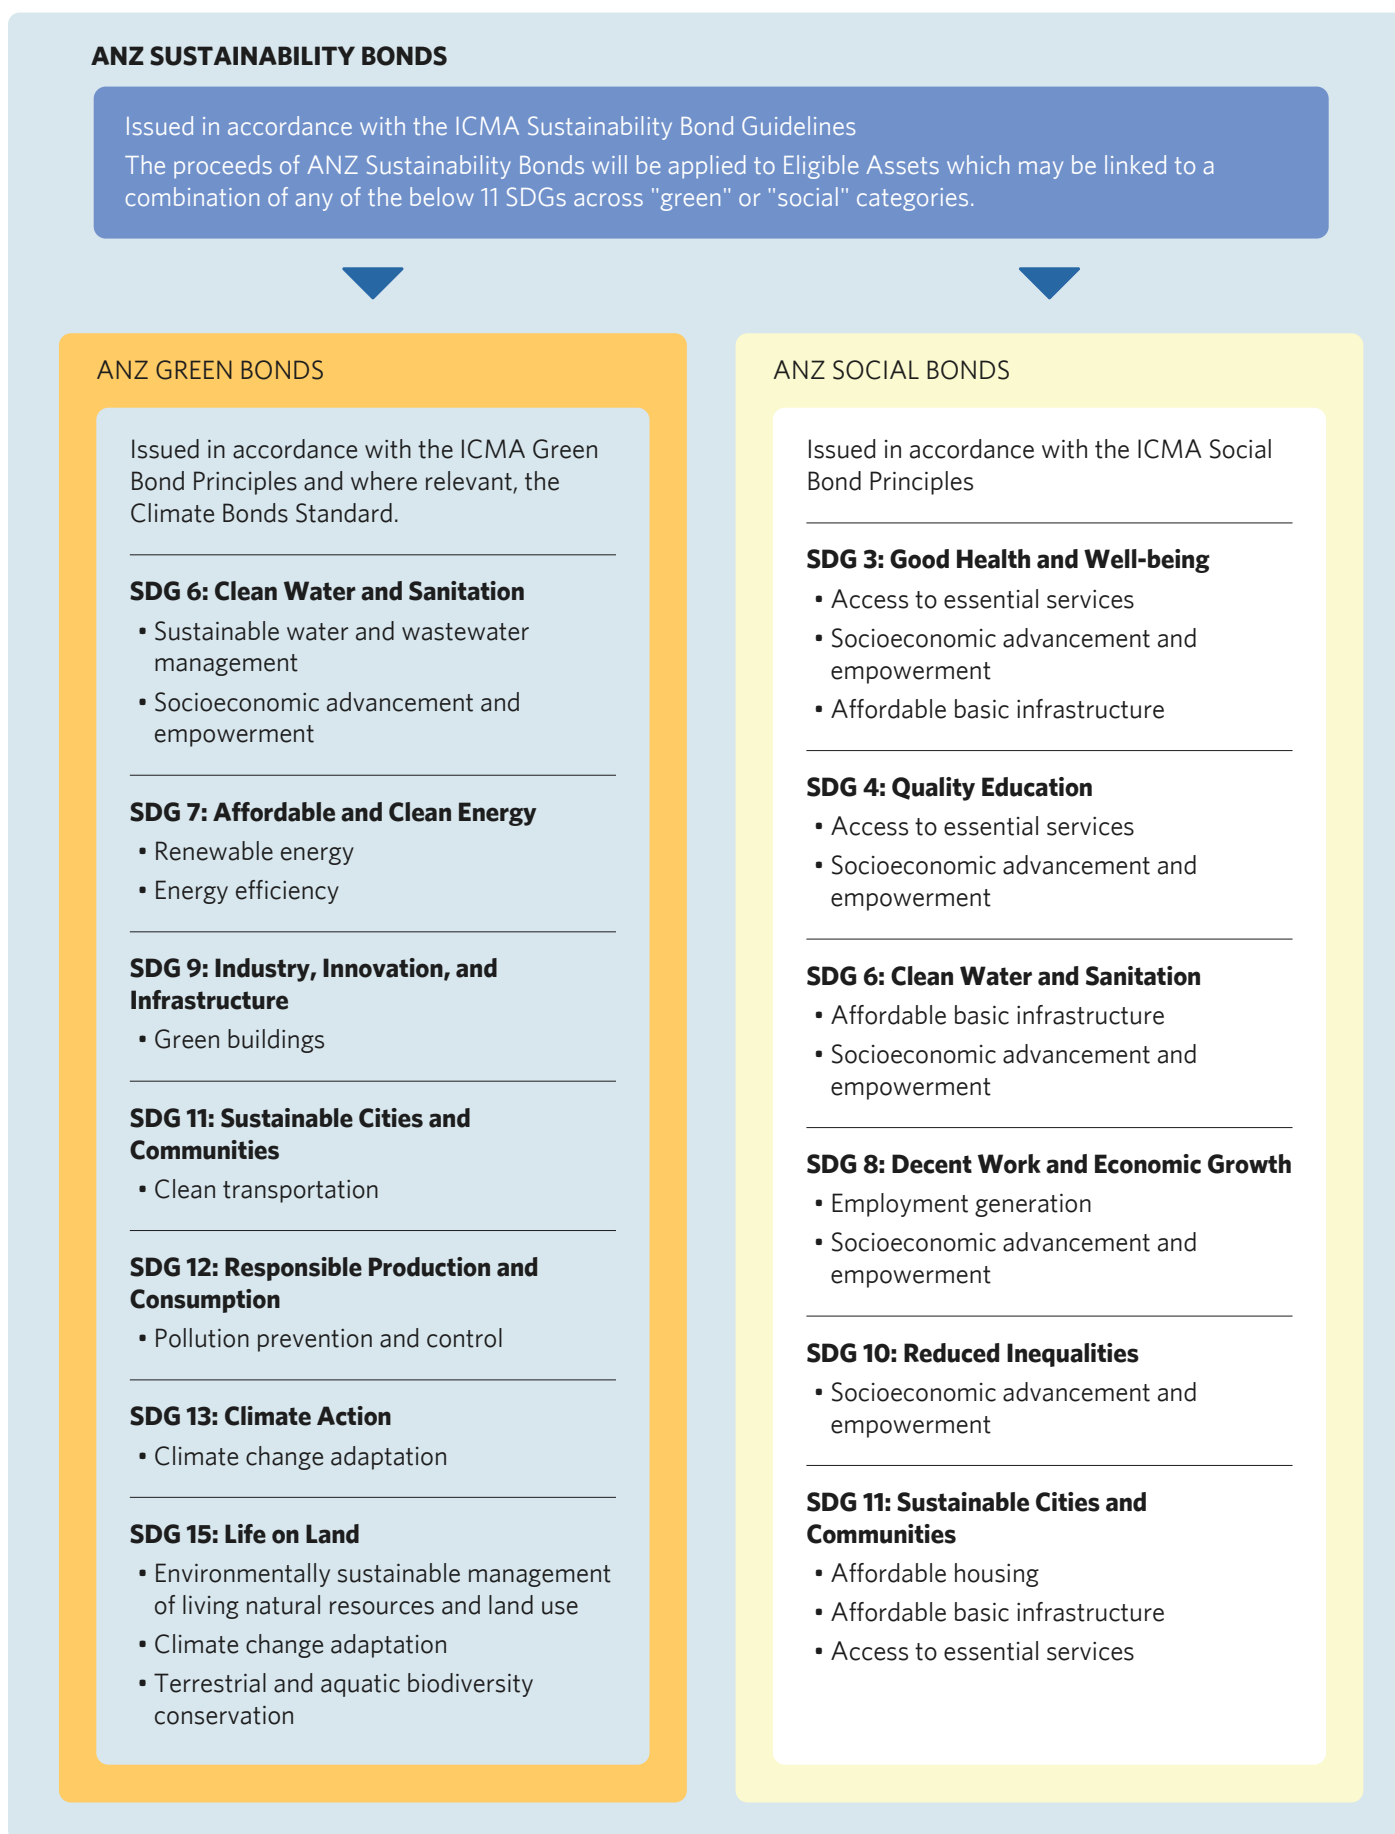 ANZ SUSTAINABILITY BONDS
Issued in accordance with the ICMA Sustainability Bond Guidelines
The proceeds of ANZ Sustainability Bonds will be applied to Eligible Assets which may be linked to a
combination of any of the below 11 SDGs across "green" or "social" categories.
ANZ GREEN BONDS
Issued in accordance with the ICMA Green
Bond Principles and where relevant, the
Climate Bonds Standard.
SDG 6: Clean Water and Sanitation
• Sustainable water and wastewater
management
• Socioeconomic advancement and
empowerment
SDG 7: Affordable and Clean Energy
• Renewable energy
• Energy efficiency
SDG 9: Industry, Innovation, and
Infrastructure
• Green buildings
SDG 11: Sustainable Cities and
Communities
• Clean transportation
SDG 12: Responsible Production and
Consumption
• Pollution prevention and control
SDG 13: Climate Action
• Climate change adaptation
SDG 15: Life on Land
• Environmentally sustainable management
of living natural resources and land use
• Climate change adaptation
• Terrestrial and aquatic biodiversity
conservation
ANZ SOCIAL BONDS
Issued in accordance with the ICMA Social
Bond Principles
SDG 3: Good Health and Well-being
• Access to essential services
• Socioeconomic advancement and
empowerment
• Affordable basic infrastructure
SDG 4: Quality Education
• Access to essential services
• Socioeconomic advancement and
empowerment
SDG 6: Clean Water and Sanitation
• Affordable basic infrastructure
• Socioeconomic advancement and
empowerment
SDG 8: Decent Work and Economic Growth
• Employment generation
• Socioeconomic advancement and
empowerment
SDG 10: Reduced Inequalities
• Socioeconomic advancement and
empowerment
SDG 11: Sustainable Cities and
Communities
• Affordable housing
• Affordable basic infrastructure
• Access to essential services